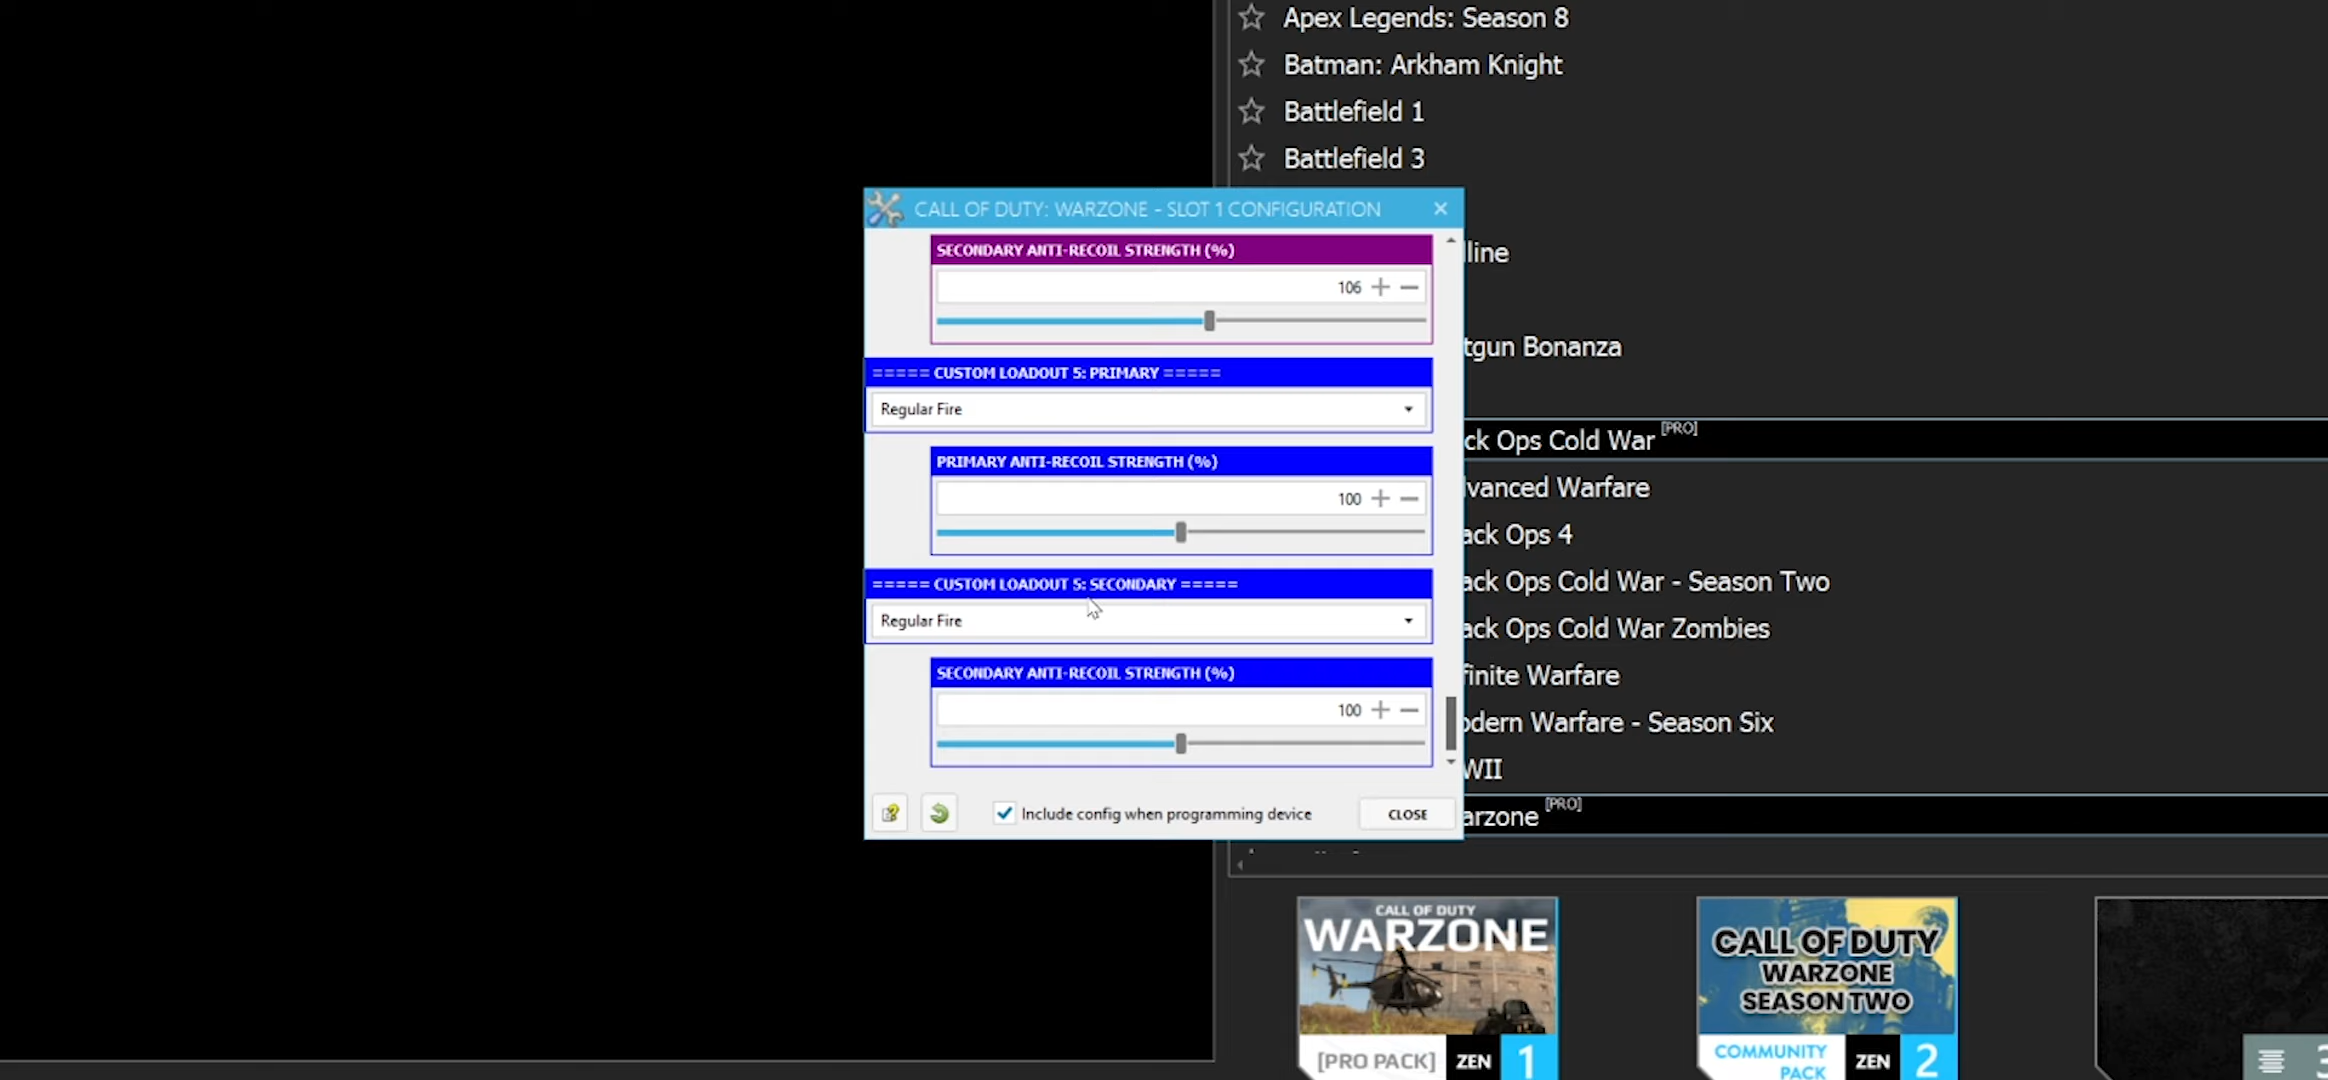 Apex Legends: Season 8
Batman: Arkham Knight
Battlefield 1
Battlefield 3
CALL OF DUTY: WARZONE - SLOT 1 CONFIGURATION
SECONDARY ANTI-RECOIL STRENGTH (%)
106
===== CUSTOM LOADOUT 5: PRIMARY =====
Regular Fire
PRIMARY ANTI-RECOIL STRENGTH (%)
100
===== CUSTOM LOADOUT 5: SECONDARY =====
Regular Fire
SECONDARY ANTI-RECOIL STRENGTH (%)
100
Include config when programming device
CLOSE
lline
tgun Bonanza
ck Ops Cold War [PRO]
vanced Warfare
ack Ops 4
ack Ops Cold War - Season Two
ack Ops Cold War Zombies
finite Warfare
odern Warfare - Season Six
WII
arzone [PRO]
CALL OF DUTY
WARZONE
[PRO PACK] ZEN 1
CALL OF DUTY
WARZONE
SEASON TWO
COMMUNITY
PACK
ZEN 2
3